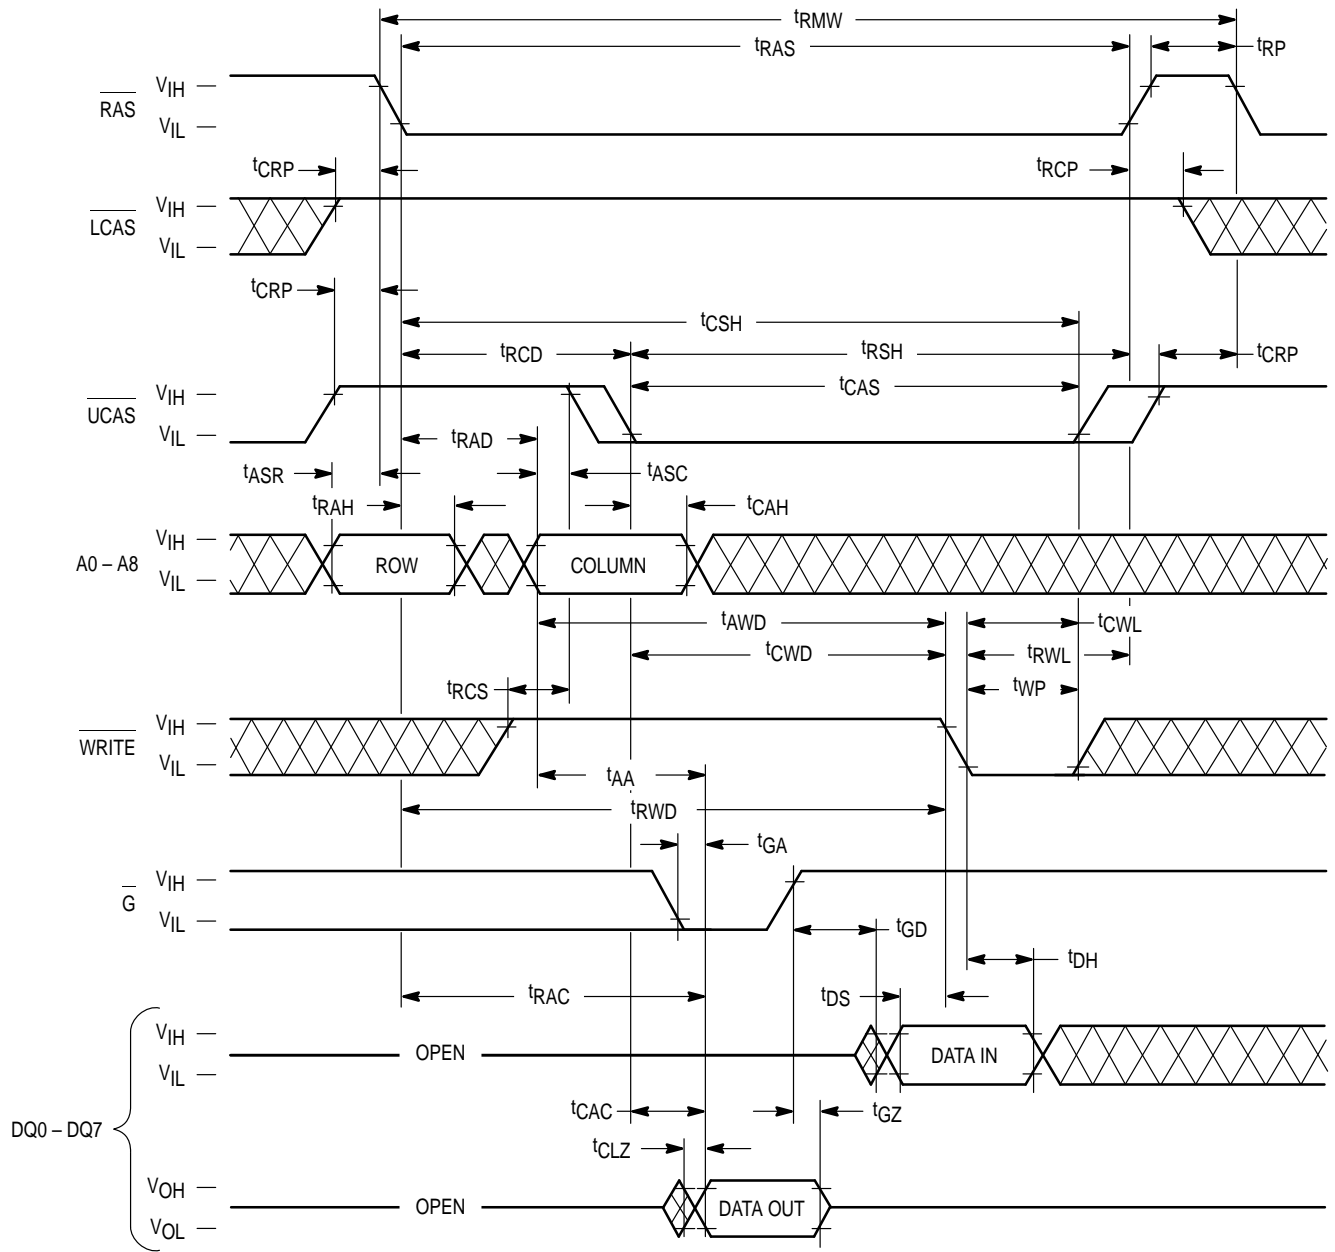 tRMW
tRAS
tRP
RAS
VIH
VIL
tCRP
tRCP
LCAS
VIH
VIL
tCRP
tCSH
tRCD
tRSH
tCRP
UCAS
VIH
VIL
tCAS
tRAD
tASR
tASC
tRAH
tCAH
A0 – A8
VIH
VIL
ROW
COLUMN
tAWD
tCWL
tCWD
tRWL
tRCS
tWP
WRITE
VIH
VIL
tAA
tRWD
tGA
G
VIH
VIL
tGD
tDH
tRAC
tDS
VIH
VIL
OPEN
DATA IN
tCAC
tGZ
DQ0 – DQ7
tCLZ
VOH
VOL
OPEN
DATA OUT